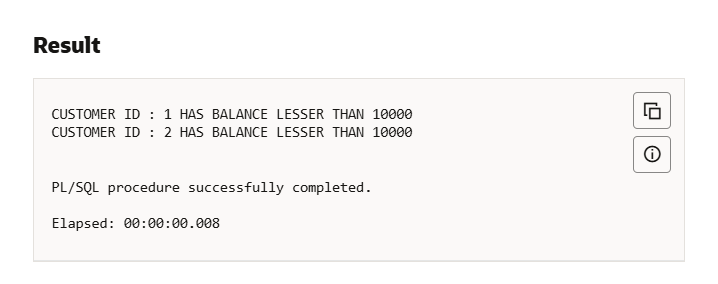 Result
CUSTOMER ID : 1 HAS BALANCE LESSER THAN 10000
CUSTOMER ID : 2 HAS BALANCE LESSER THAN 10000
PL/SQL procedure successfully completed.
Elapsed: 00:00:00.008